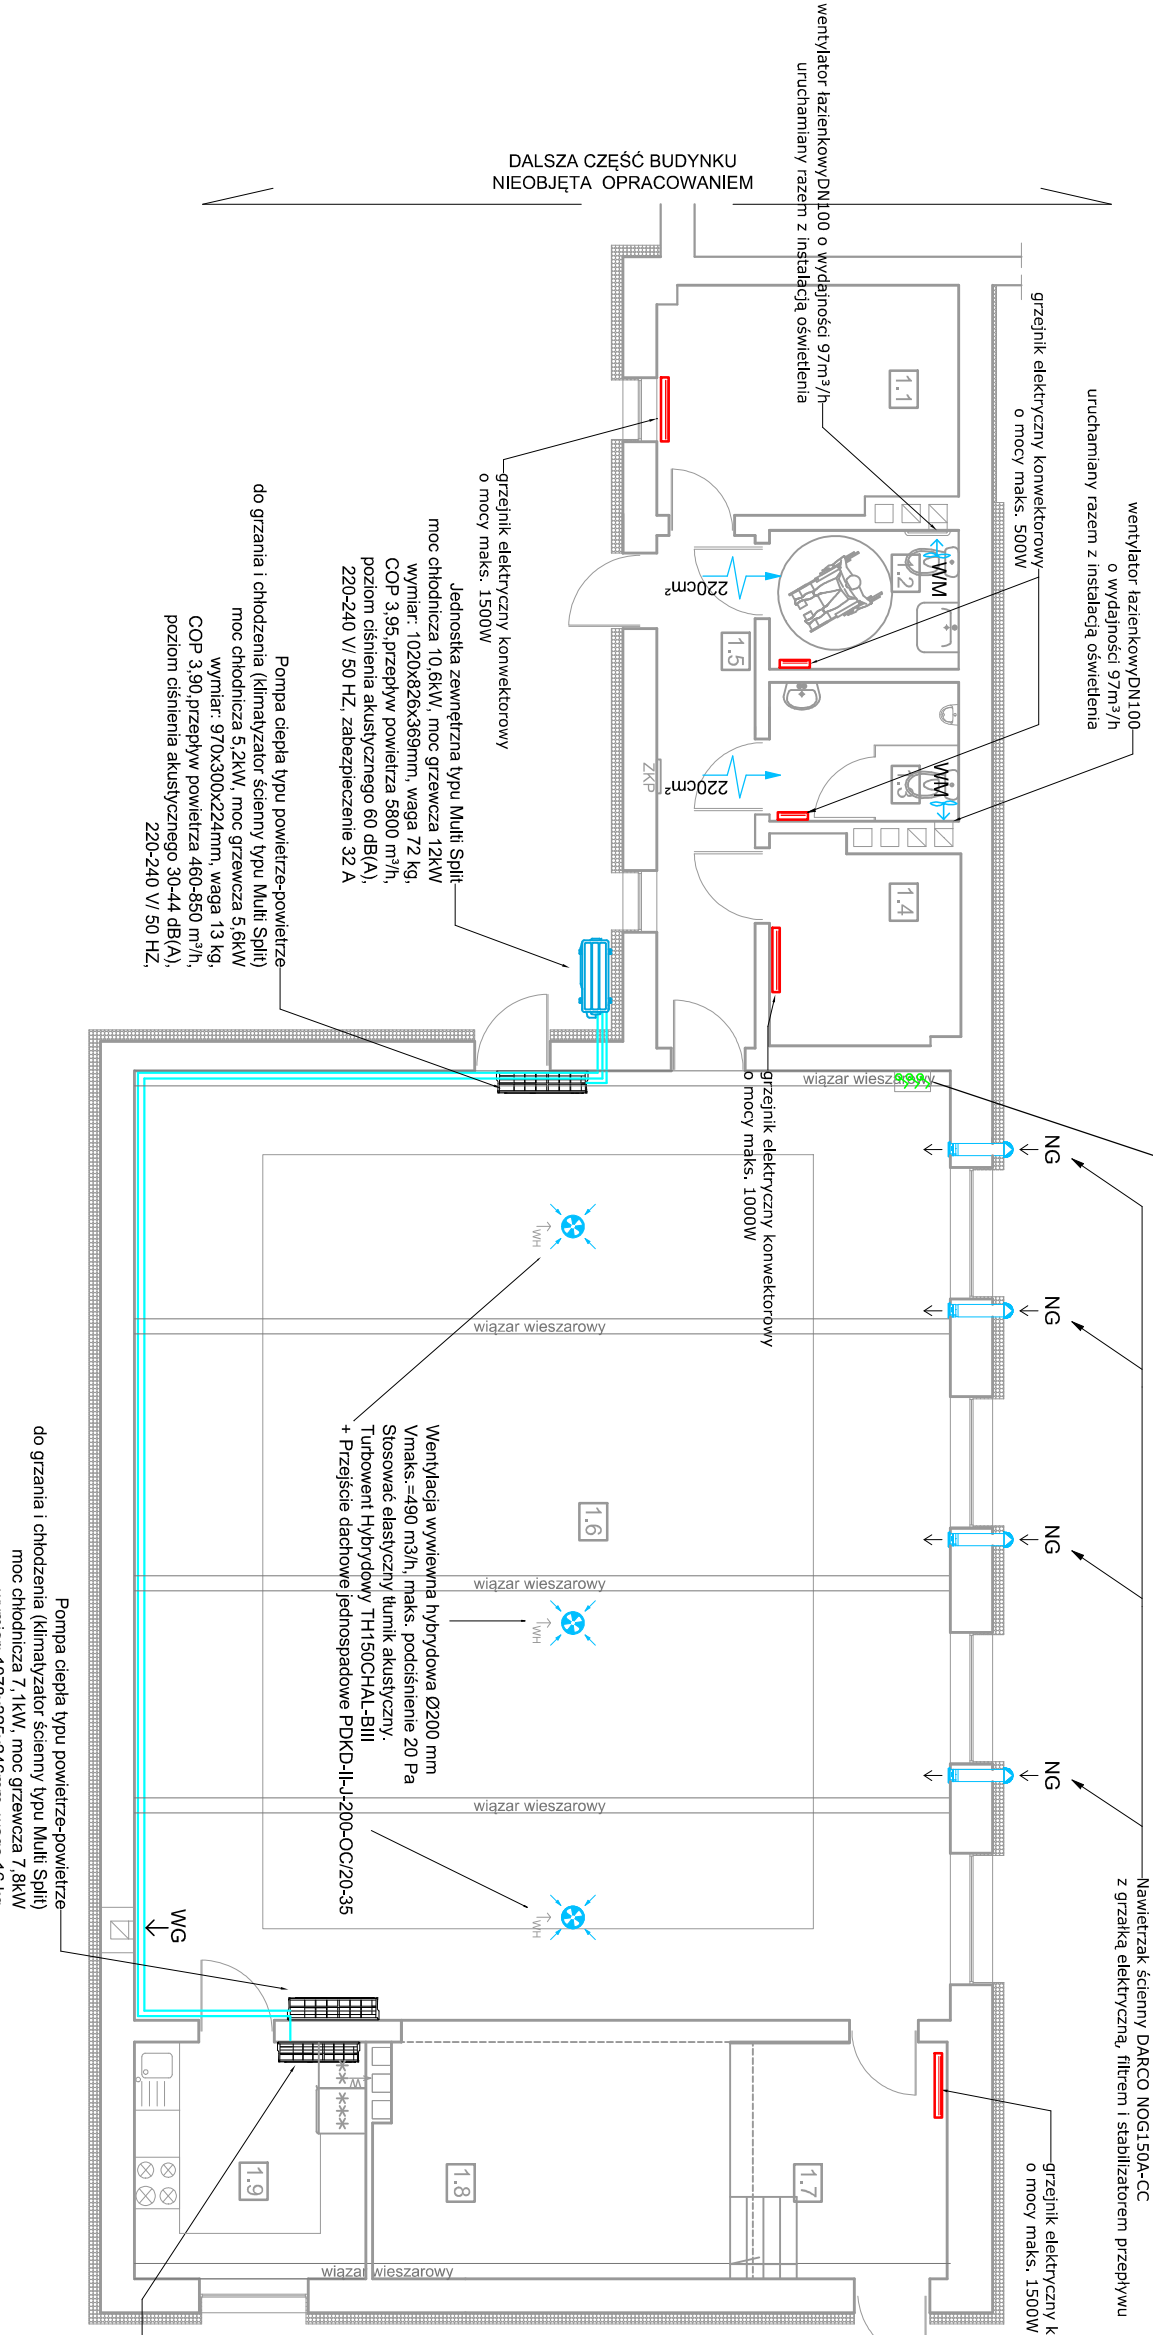 DALSZA CZĘŚĆ BUDYNKU
NIEOBJĘTA OPRACOWANIEM
wentylator łazienkowyDN100 o wydajności 97m³/h
uruchamiany razem z instalacją oświetlenia
grzejnik elektryczny konwektorowy
o mocy maks. 500W
wentylator łazienkowyDN100
o wydajności 97m³/h
uruchamiany razem z instalacją oświetlenia
1.1
1.2
WM
220cm²
1.5
1.3
WM
220cm²
ZKP
1.4
grzejnik elektryczny konwektorowy
o mocy maks. 1500W
Jednostka zewnętrzna typu Multi Split
moc chłodnicza 10,6kW, moc grzewcza 12kW
wymiar: 1020x826x369mm, waga 72 kg,
COP 3,95,przepływ powietrza 5800 m³/h,
poziom ciśnienia akustycznego 60 dB(A),
220-240 V/ 50 HZ, zabezpieczenie 32 A
Pompa ciepła typu powietrze-powietrze
do grzania i chłodzenia (klimatyzator ścienny typu Multi Split)
moc chłodnicza 5,2kW, moc grzewcza 5,6kW
wymiar: 970x300x224mm, waga 13 kg,
COP 3,90,przepływ powietrza 460-850 m³/h,
poziom ciśnienia akustycznego 30-44 dB(A),
220-240 V/ 50 HZ,
grzejnik elektryczny konwektorowy
o mocy maks. 1000W
wiązar wieszarowy
NG
NG
NG
NG
Nawietrzak ścienny DARCO NOG150A-CC
z grzałką elektryczną, filtrem i stabilizatorem przepływu
WH
wiązar wieszarowy
Wentylacja wywiewna hybrydowa Ø200 mm
Vmaks.=490 m3/h, maks. podciśnienie 20 Pa
Stosować elastyczny tłumik akustyczny.
Turbowent Hybrydowy TH150CHAL-BIII
+ Przejście dachowe jednospadowe PDKD-II-J-200-OC/20-35
1.6
wiązar wieszarowy
WH
wiązar wieszarowy
WH
WG
Pompa ciepła typu powietrze-powietrze
do grzania i chłodzenia (klimatyzator ścienny typu Multi Split)
moc chłodnicza 7,1kW, moc grzewcza 7,8kW
W
** ***
1.9
1.8
1.7
grzejnik elektryczny k
o mocy maks. 1500W
wiązar wieszarowy